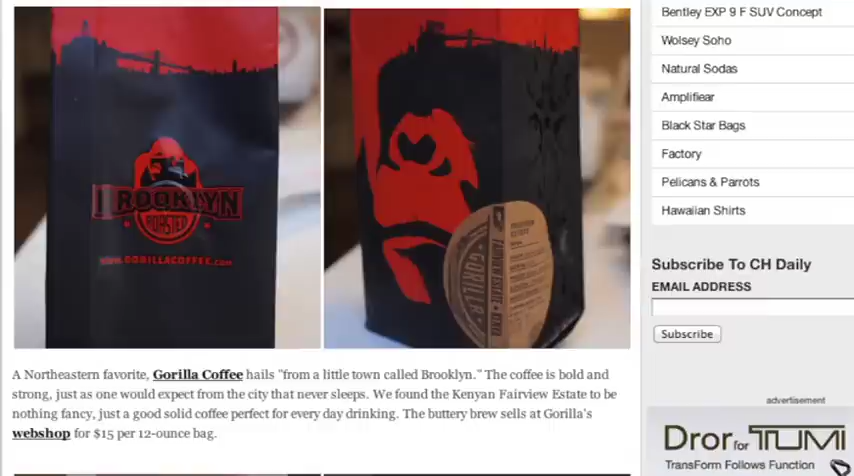 BROOKLYN
ROASTED
www.GORILLACOFFEE.com
GORILLA
FAIRVIEW ESTATE
KENYA
A Northeastern favorite, Gorilla Coffee hails "from a little town called Brooklyn." The coffee is bold and
strong, just as one would expect from the city that never sleeps. We found the Kenyan Fairview Estate to be
nothing fancy, just a good solid coffee perfect for every day drinking. The buttery brew sells at Gorilla's
webshop for $15 per 12-ounce bag.
Bentley EXP 9 F SUV Concept
Wolsey Soho
Natural Sodas
Amplifiear
Black Star Bags
Factory
Pelicans & Parrots
Hawaiian Shirts
Subscribe To CH Daily
EMAIL ADDRESS
Subscribe
advertisement
Dror for TUMI
TransForm Follows Function